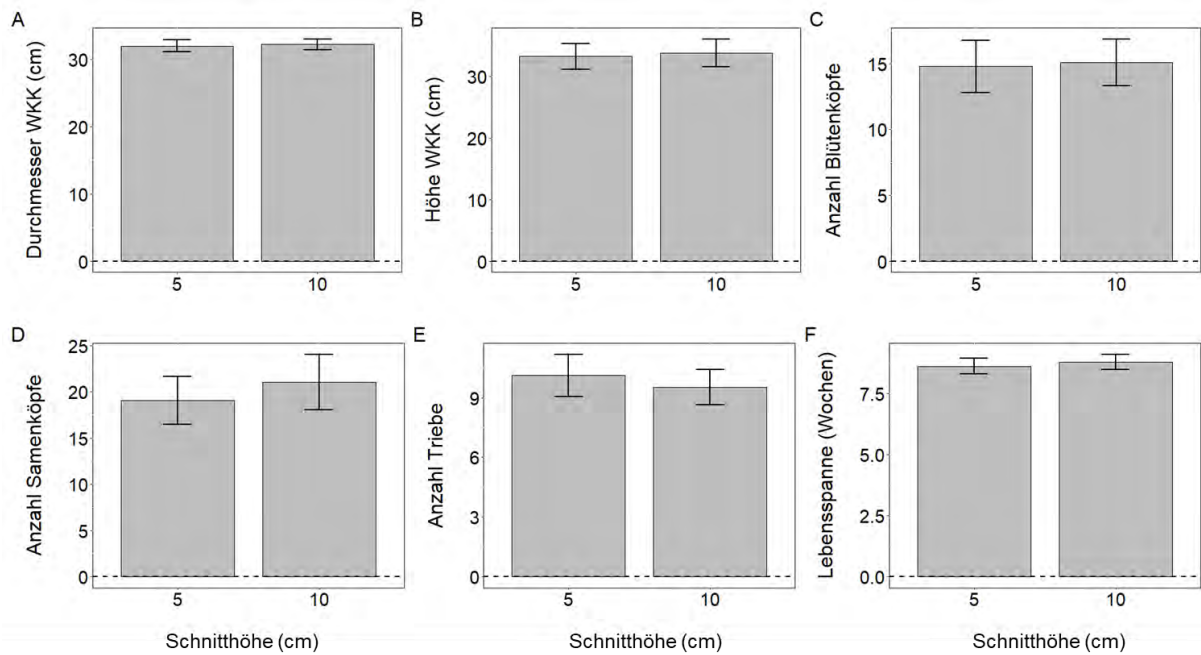 A
Durchmesser WKK (cm)
30
20
10
0
5
10
B
Höhe WKK (cm)
30
20
10
0
5
10
C
Anzahl Blütenköpfe
15
10
5
0
5
10
D
Anzahl Samenköpfe
25
20
15
10
5
0
5
10
Schnitthöhe (cm)
E
Anzahl Triebe
9
6
3
0
5
10
Schnitthöhe (cm)
F
Lebensspanne (Wochen)
7.5
5.0
2.5
0.0
5
10
Schnitthöhe (cm)